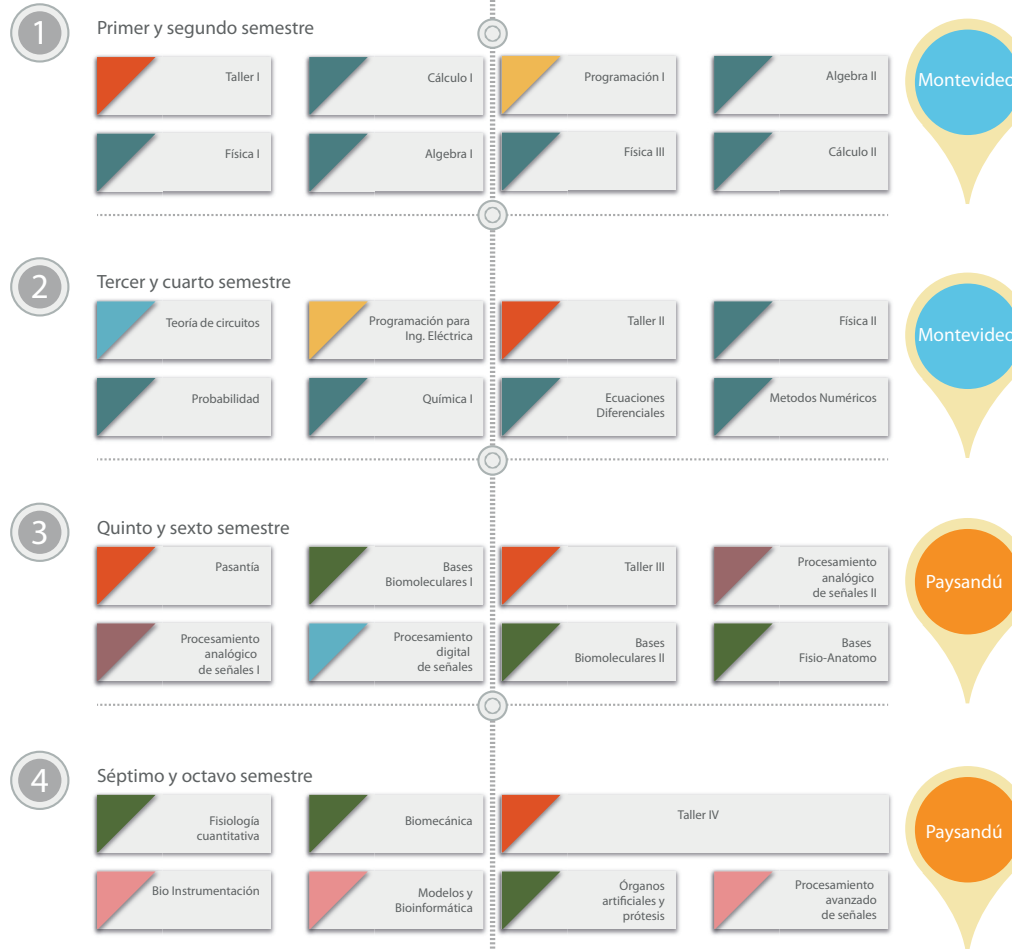 1
Primer y segundo semestre
Taller I
Cálculo I
Programación I
Algebra II
Montevideo
Física I
Algebra I
Física III
Cálculo II
2
Tercer y cuarto semestre
Teoría de circuitos
Programación para
Ing. Eléctrica
Taller II
Física II
Montevideo
Probabilidad
Química I
Ecuaciones
Diferenciales
Metodos Numéricos
3
Quinto y sexto semestre
Pasantía
Bases
Biomoleculares I
Taller III
Procesamiento
analógico
de señales II
Paysandú
Procesamiento
analógico
de señales I
Procesamiento
digital
de señales
Bases
Biomoleculares II
Bases
Fisio-Anatomo
4
Séptimo y octavo semestre
Fisiología
cuantitativa
Biomecánica
Taller IV
Paysandú
Bio Instrumentación
Modelos y
Bioinformática
Órganos
artificiales y
prótesis
Procesamiento
avanzado
de señales